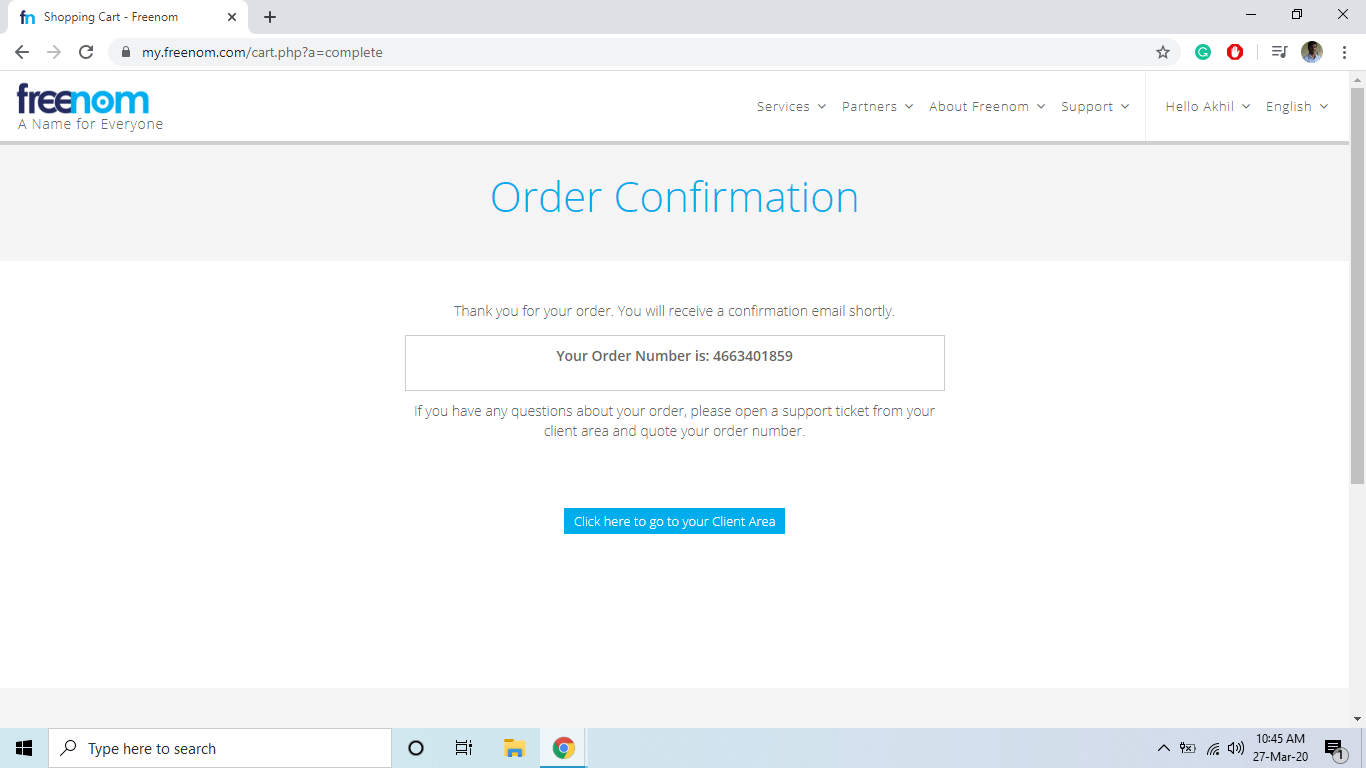 Shopping Cart - Freenom
my.freenom.com/cart.php?a=complete
freenom
A Name for Everyone
Services
Partners
About Freenom
Support
Hello Akhil
English
Order Confirmation
Thank you for your order. You will receive a confirmation email shortly.
Your Order Number is: 4663401859
If you have any questions about your order, please open a support ticket from your
client area and quote your order number.
Click here to go to your Client Area
Type here to search
10:45 AM
27-Mar-20
1